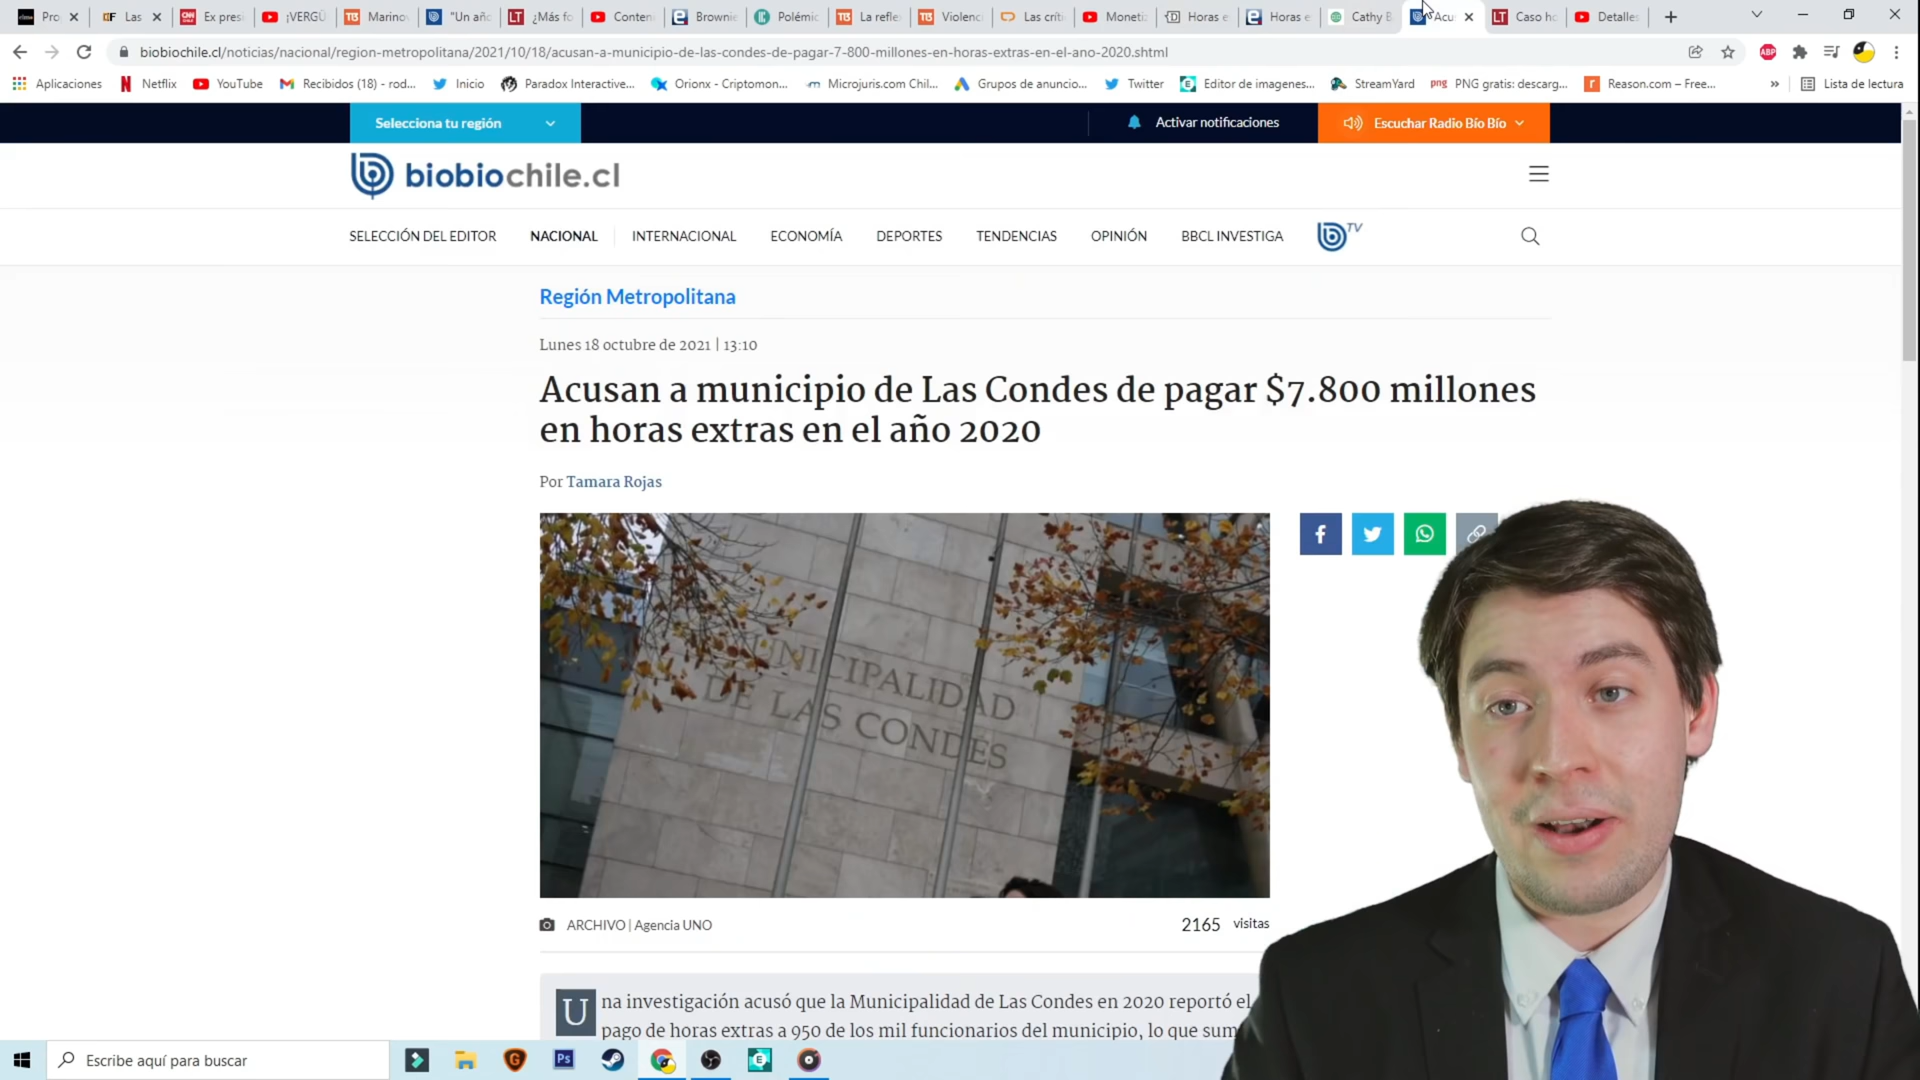 Pro
Las
Ex pres
¡VERGÜ
Marino
"Un año
¿Más fo
Conten
Brownie
Polémic
La refle
Violenc
Las críti
Moneti
Horas e
Horas e
Cathy B
Acu
Caso ho
Detalles
biobiochile.cl/noticias/nacional/region-metropolitana/2021/10/18/acusan-a-municipio-de-las-condes-de-pagar-7-800-millones-en-horas-extras-en-el-ano-2020.shtml
Aplicaciones
Netflix
YouTube
Recibidos (18) - rod...
Inicio
Paradox Interactive...
Orionx - Criptomon...
Microjuris.com Chil...
Grupos de anuncio...
Twitter
Editor de imagenes...
StreamYard
PNG gratis: descarg...
Reason.com – Free...
»
Lista de lectura
Selecciona tu región
Activar notificaciones
Escuchar Radio Bío Bío
biobiochile.cl
SELECCIÓN DEL EDITOR
NACIONAL
INTERNACIONAL
ECONOMÍA
DEPORTES
TENDENCIAS
OPINIÓN
BBCL INVESTIGA
TV
Región Metropolitana
Lunes 18 octubre de 2021 | 13:10
Acusan a municipio de Las Condes de pagar $7.800 millones
en horas extras en el año 2020
Por Tamara Rojas
MUNICIPALIDAD
DE LAS CONDES
ARCHIVO | Agencia UNO
2165 visitas
Una investigación acusó que la Municipalidad de Las Condes en 2020 reportó el
pago de horas extras a 950 de los mil funcionarios del municipio, lo que sum
Escribe aquí para buscar